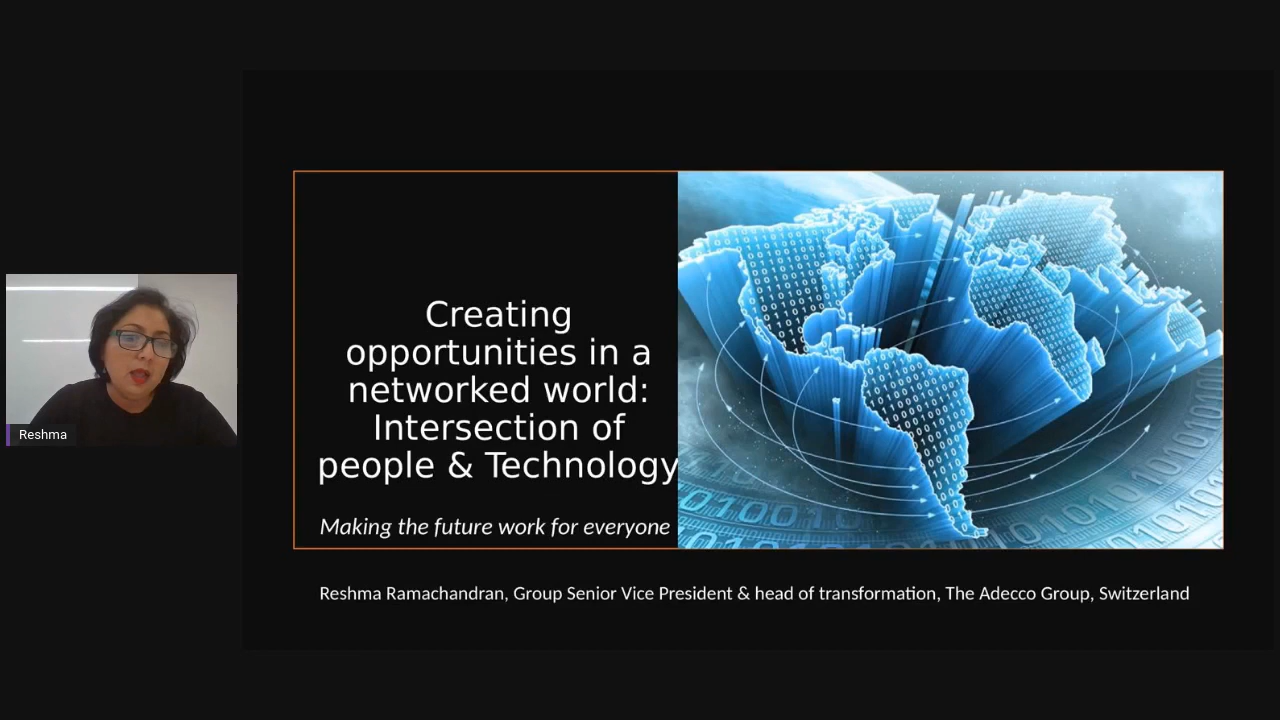 Creating
opportunities in a
networked world:
Intersection of
people & Technology
Making the future work for everyone
Reshma
Reshma Ramachandran, Group Senior Vice President & head of transformation, The Adecco Group, Switzerland